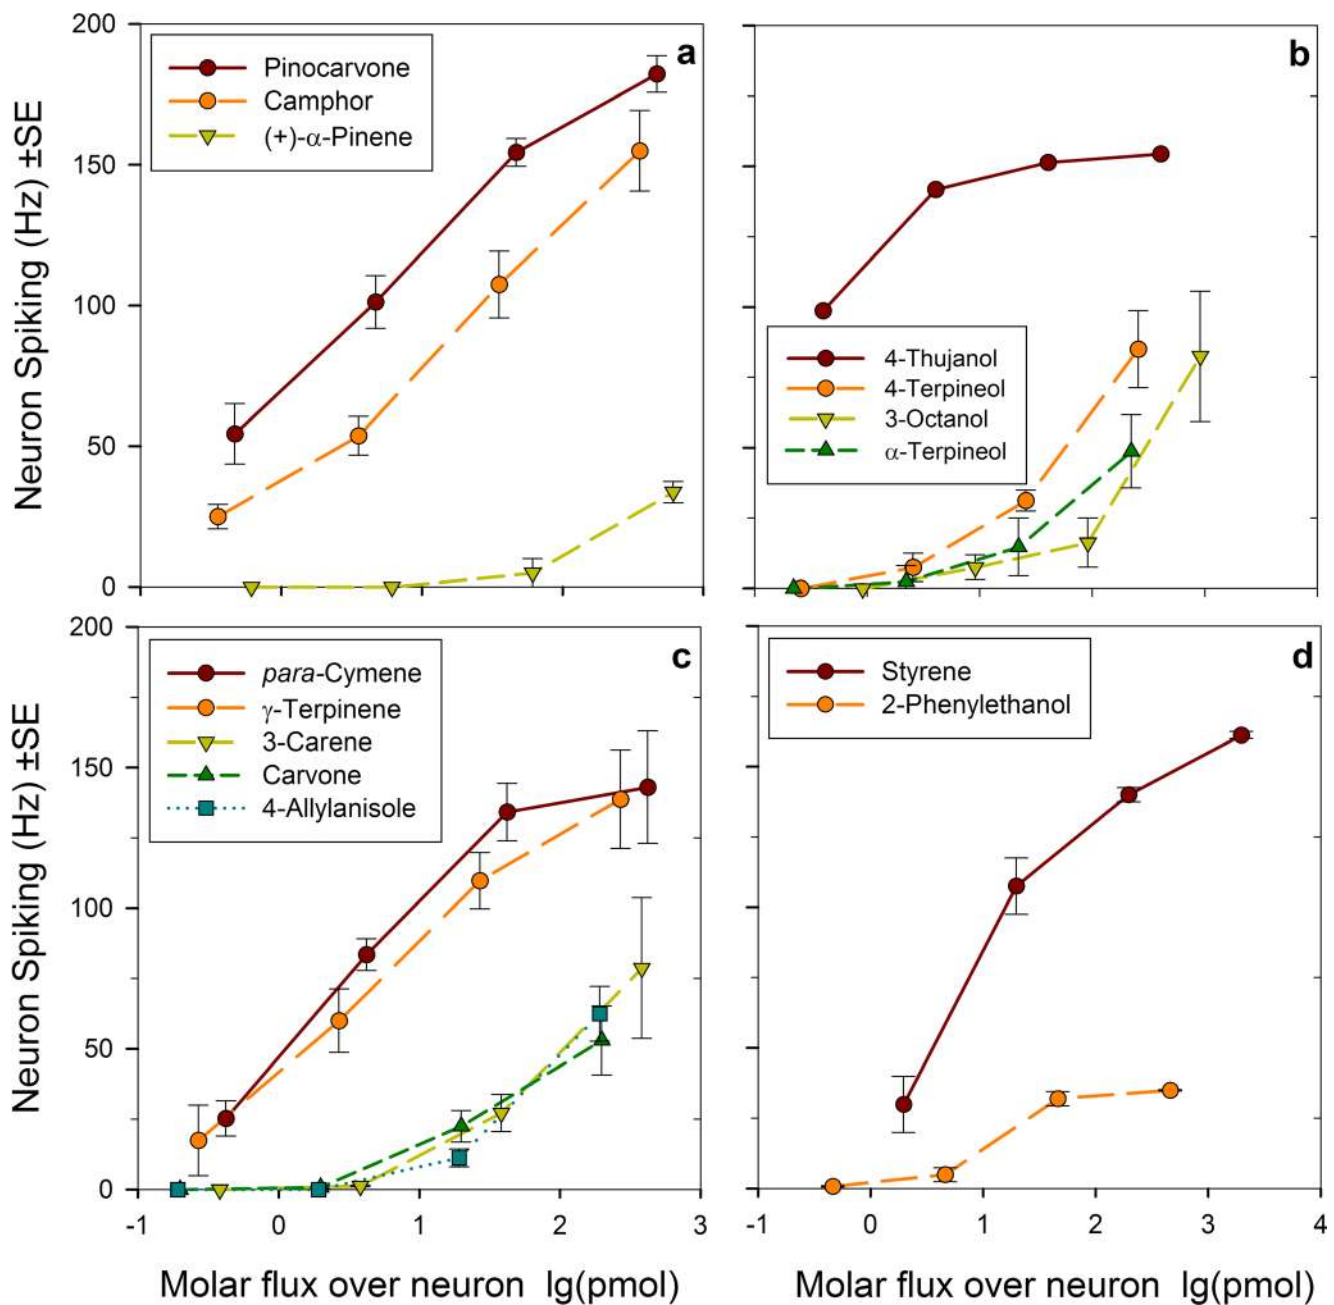 a
Pinocarvone
Camphor
(+)-α-Pinene
200
150
100
50
0
Neuron Spiking (Hz) ±SE
b
4-Thujanol
4-Terpineol
3-Octanol
α-Terpineol
c
para-Cymene
γ-Terpinene
3-Carene
Carvone
4-Allylanisole
200
150
100
50
0
Neuron Spiking (Hz) ±SE
-1 0 1 2 3
Molar flux over neuron lg(pmol)
d
Styrene
2-Phenylethanol
-1 0 1 2 3 4
Molar flux over neuron lg(pmol)